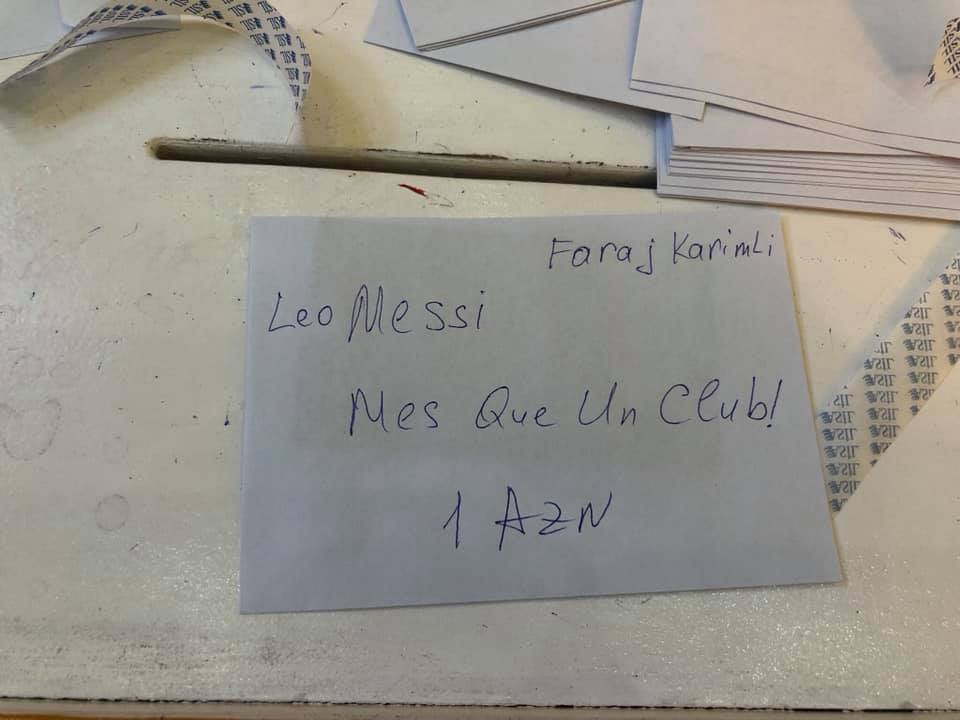 Faraj Karimli
Leo Messi
Mes Que Un Club!
1 AZN